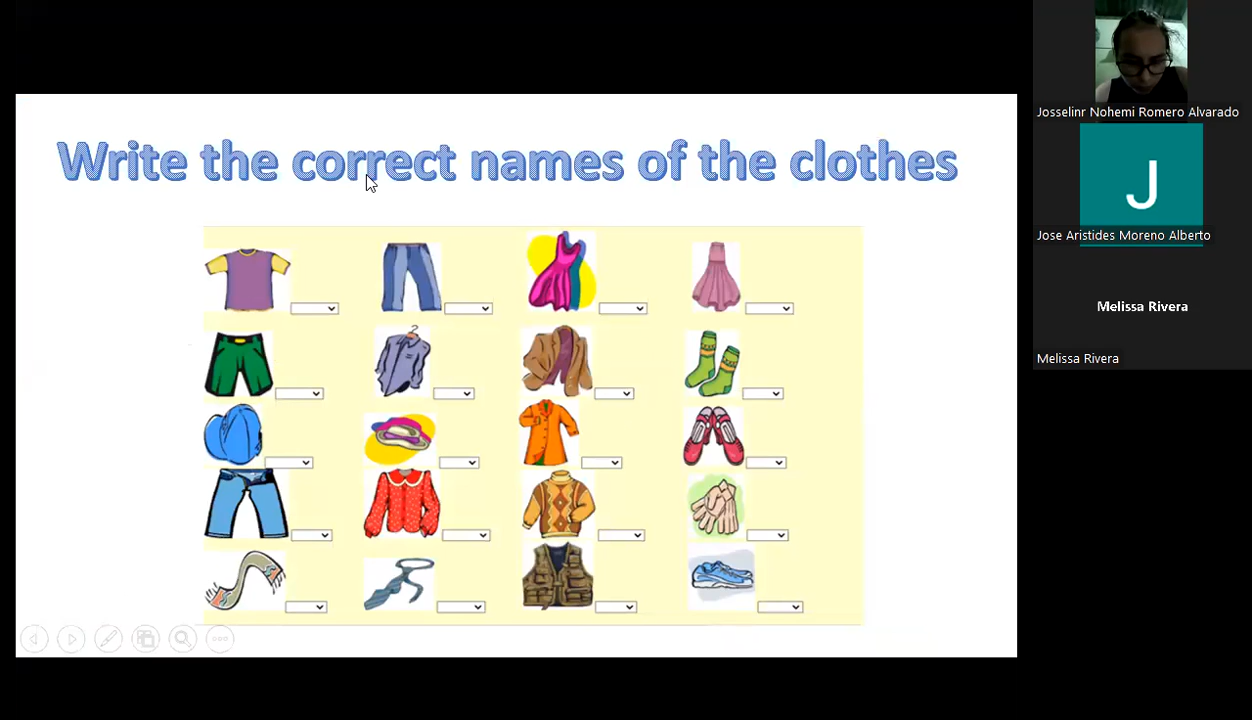 Write the correct names of the clothes
Josselinr Nohemi Romero Alvarado
J
Jose Aristides Moreno Alberto
Melissa Rivera
Melissa Rivera